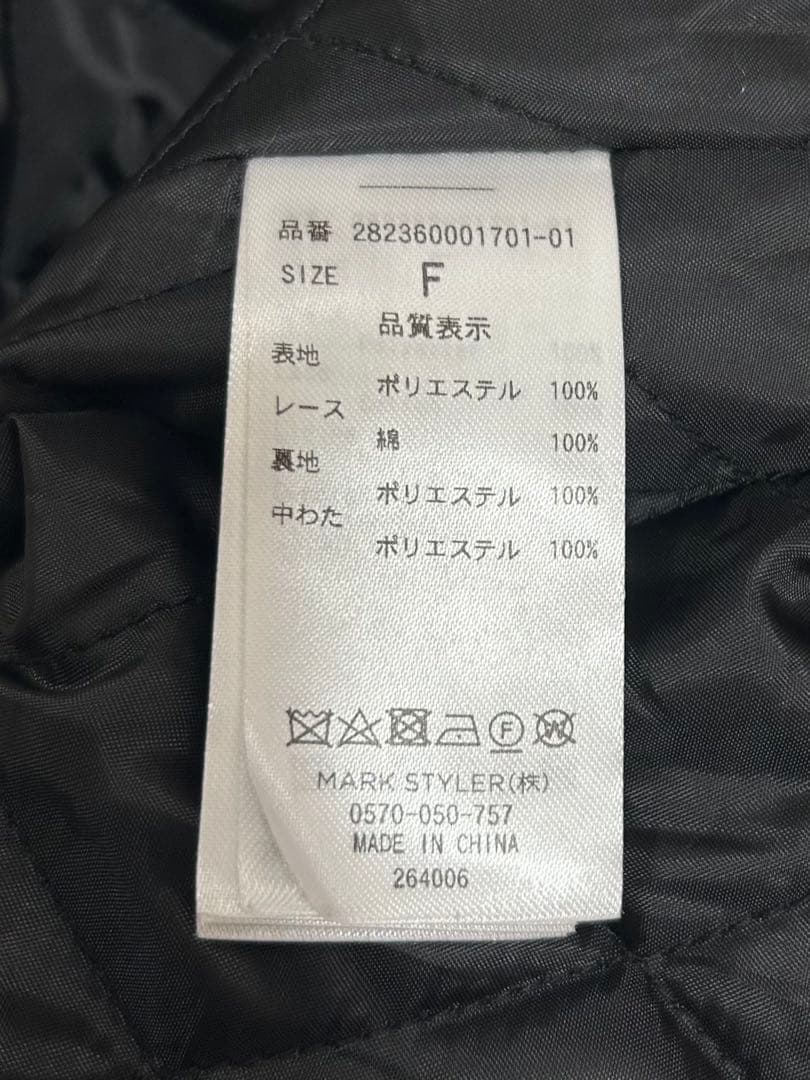 品番 282360001701-01
SIZE F
品質表示
表地
ポリエステル 100%
レース
綿 100%
裏地
ポリエステル 100%
中わた
ポリエステル 100%
MARK STYLER(株)
0570-050-757
MADE IN CHINA
264006